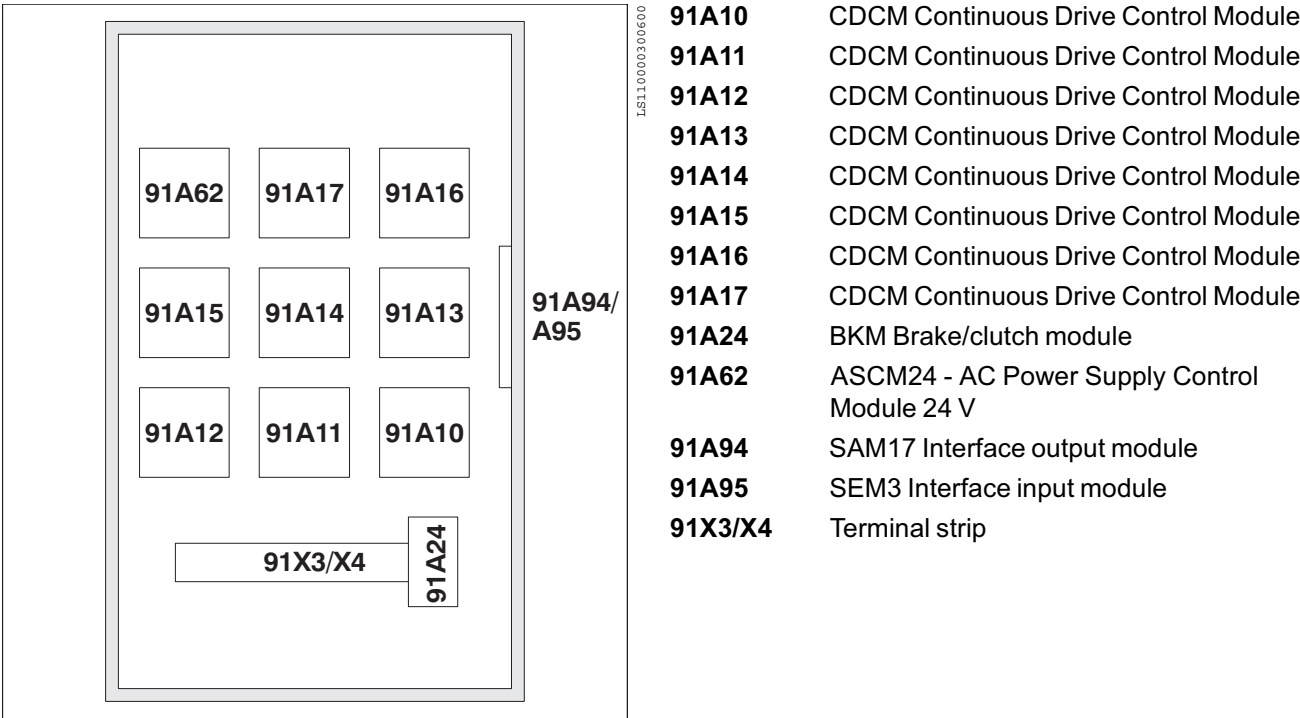 91A62 91A17 91A16
91A15 91A14 91A13
91A94/
A95
91A12 91A11 91A10
91X3/X4
91A24
LS110000300600
91A10 CDCM Continuous Drive Control Module
91A11 CDCM Continuous Drive Control Module
91A12 CDCM Continuous Drive Control Module
91A13 CDCM Continuous Drive Control Module
91A14 CDCM Continuous Drive Control Module
91A15 CDCM Continuous Drive Control Module
91A16 CDCM Continuous Drive Control Module
91A17 CDCM Continuous Drive Control Module
91A24 BKM Brake/clutch module
91A62 ASCM24 - AC Power Supply Control
Module 24 V
91A94 SAM17 Interface output module
91A95 SEM3 Interface input module
91X3/X4 Terminal strip